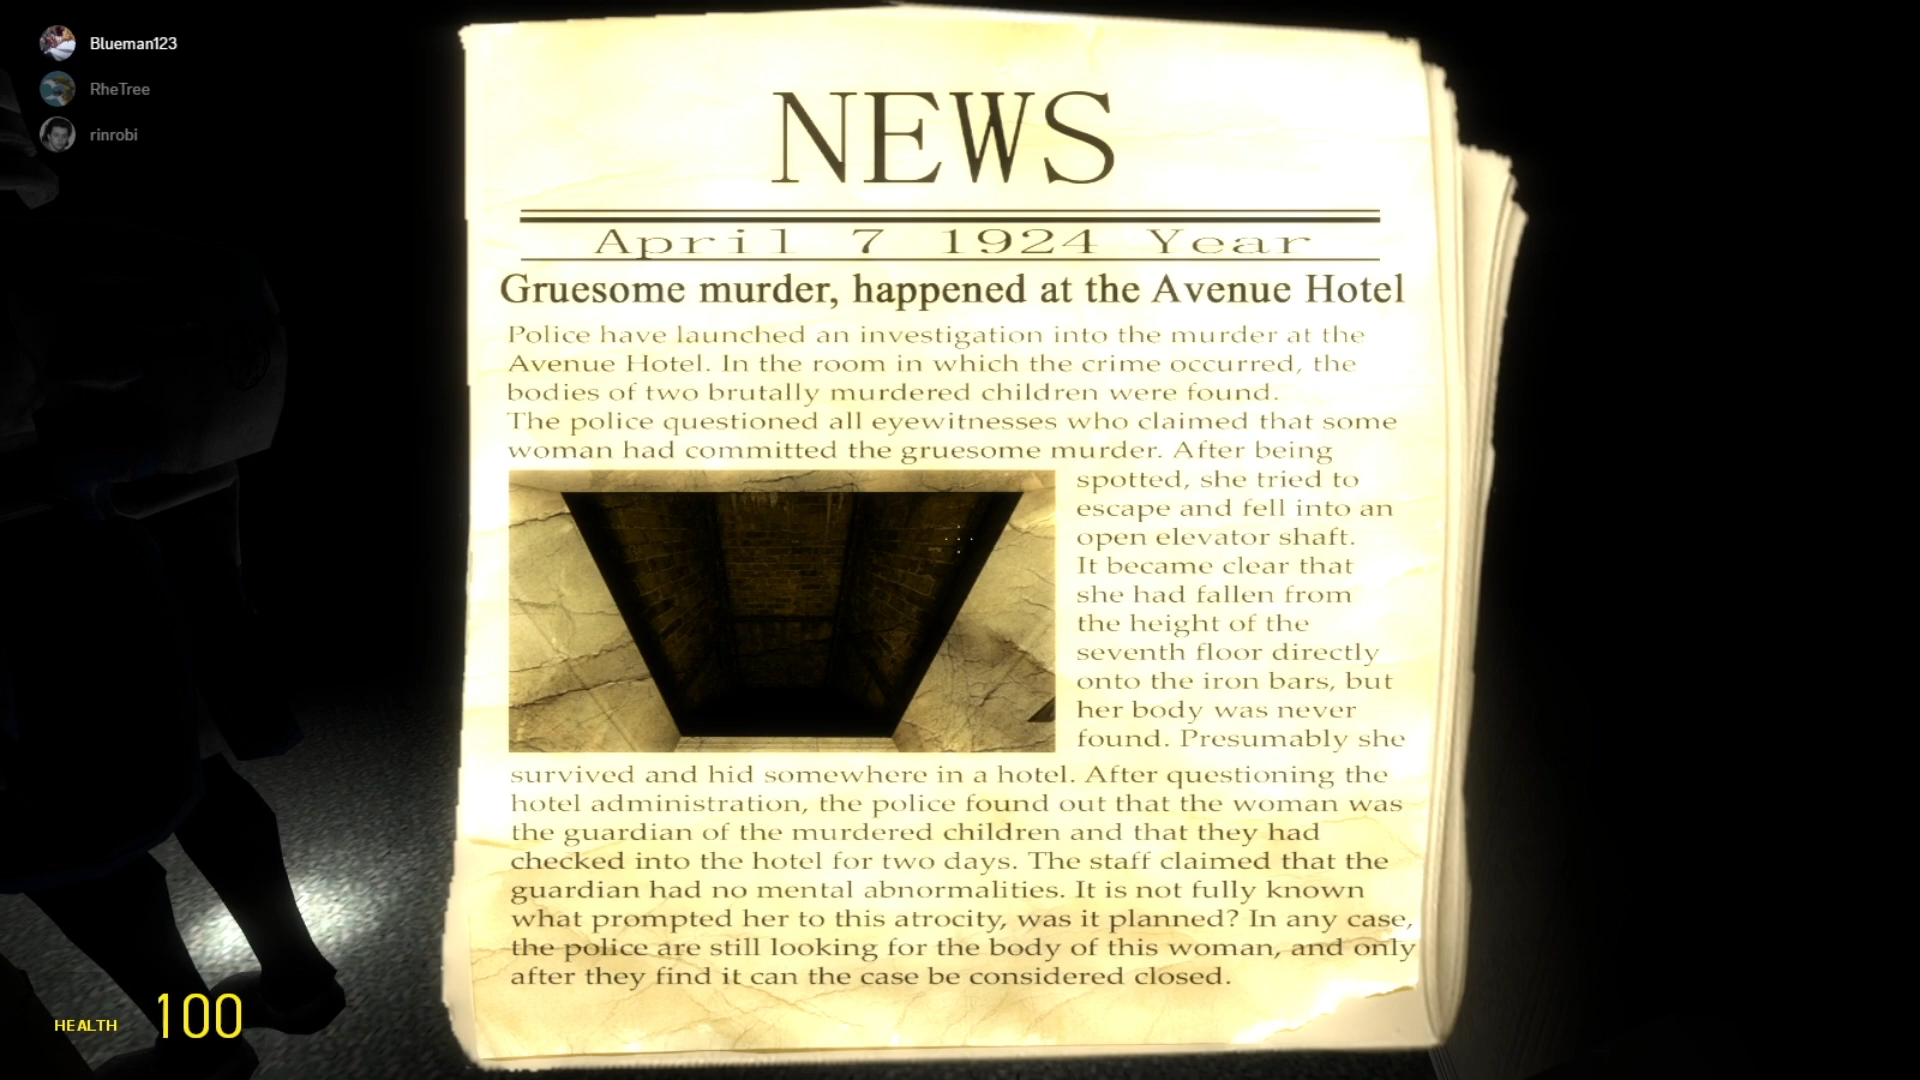 Blueman123
RheTree
rinrobi
NEWS
April 7 1924 Year
Gruesome murder, happened at the Avenue Hotel
Police have launched an investigation into the murder at the
Avenue Hotel. In the room in which the crime occurred, the
bodies of two brutally murdered children were found.
The police questioned all eyewitnesses who claimed that some
woman had committed the gruesome murder. After being
spotted, she tried to
escape and fell into an
open elevator shaft.
It became clear that
she had fallen from
the height of the
seventh floor directly
onto the iron bars, but
her body was never
found. Presumably she
survived and hid somewhere in a hotel. After questioning the
hotel administration, the police found out that the woman was
the guardian of the murdered children and that they had
checked into the hotel for two days. The staff claimed that the
guardian had no mental abnormalities. It is not fully known
what prompted her to this atrocity, was it planned? In any case,
the police are still looking for the body of this woman, and only
after they find it can the case be considered closed.
HEALTH 100